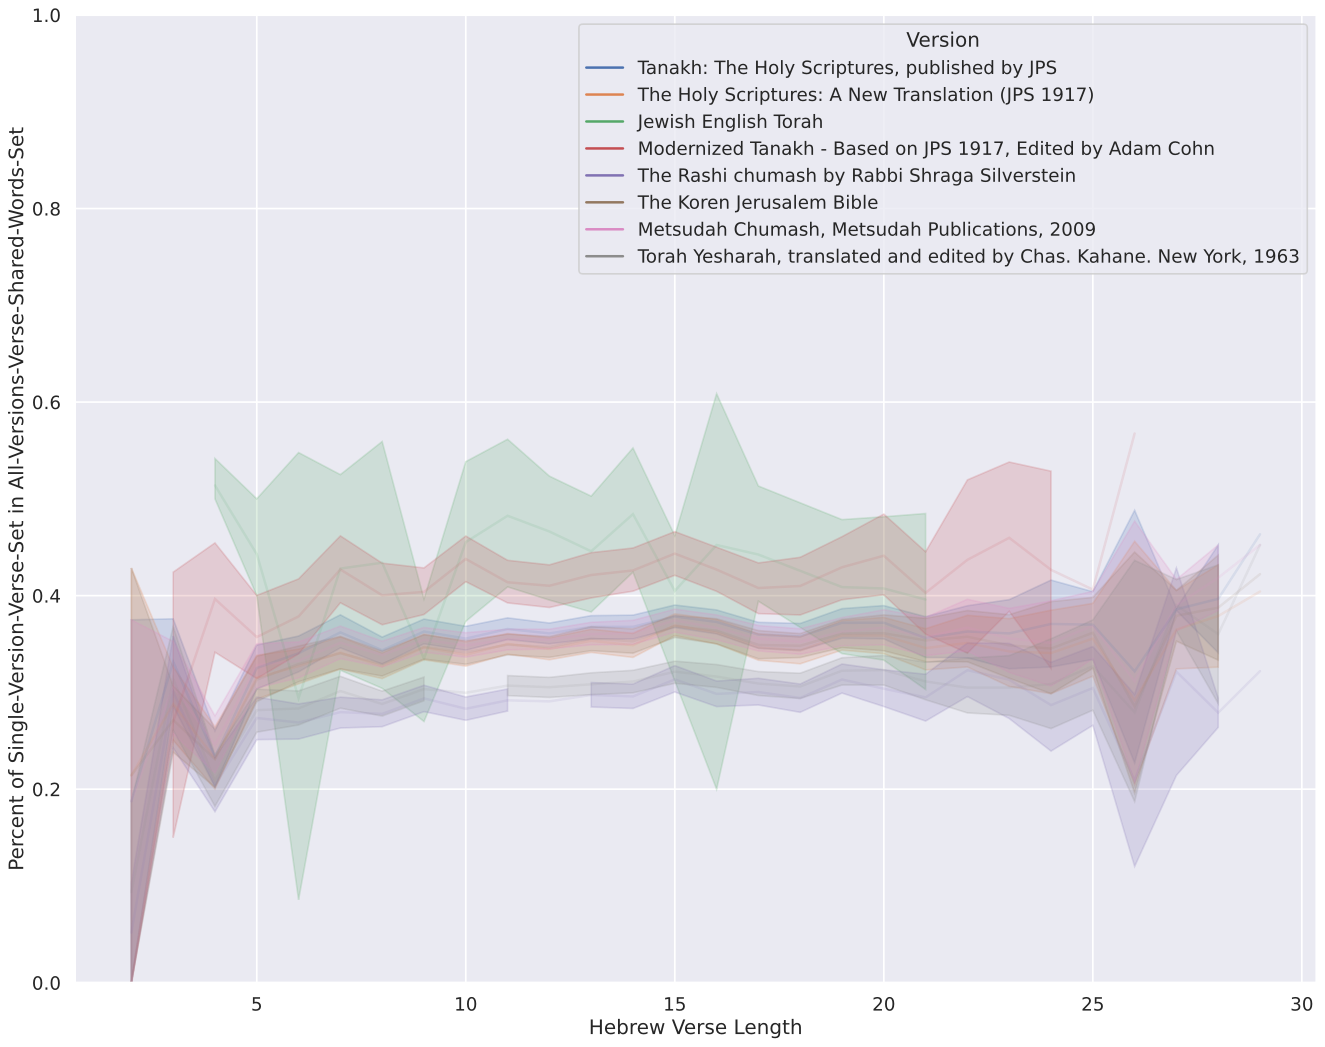 Percent of Single-Version-Verse-Set in All-Versions-Verse-Shared-Words-Set
1.0
0.8
0.6
0.4
0.2
0.0
Version
Tanakh: The Holy Scriptures, published by JPS
The Holy Scriptures: A New Translation (JPS 1917)
Jewish English Torah
Modernized Tanakh - Based on JPS 1917, Edited by Adam Cohn
The Rashi chumash by Rabbi Shraga Silverstein
The Koren Jerusalem Bible
Metsudah Chumash, Metsudah Publications, 2009
Torah Yesharah, translated and edited by Chas. Kahane. New York, 1963
5 10 15 20 25 30
Hebrew Verse Length